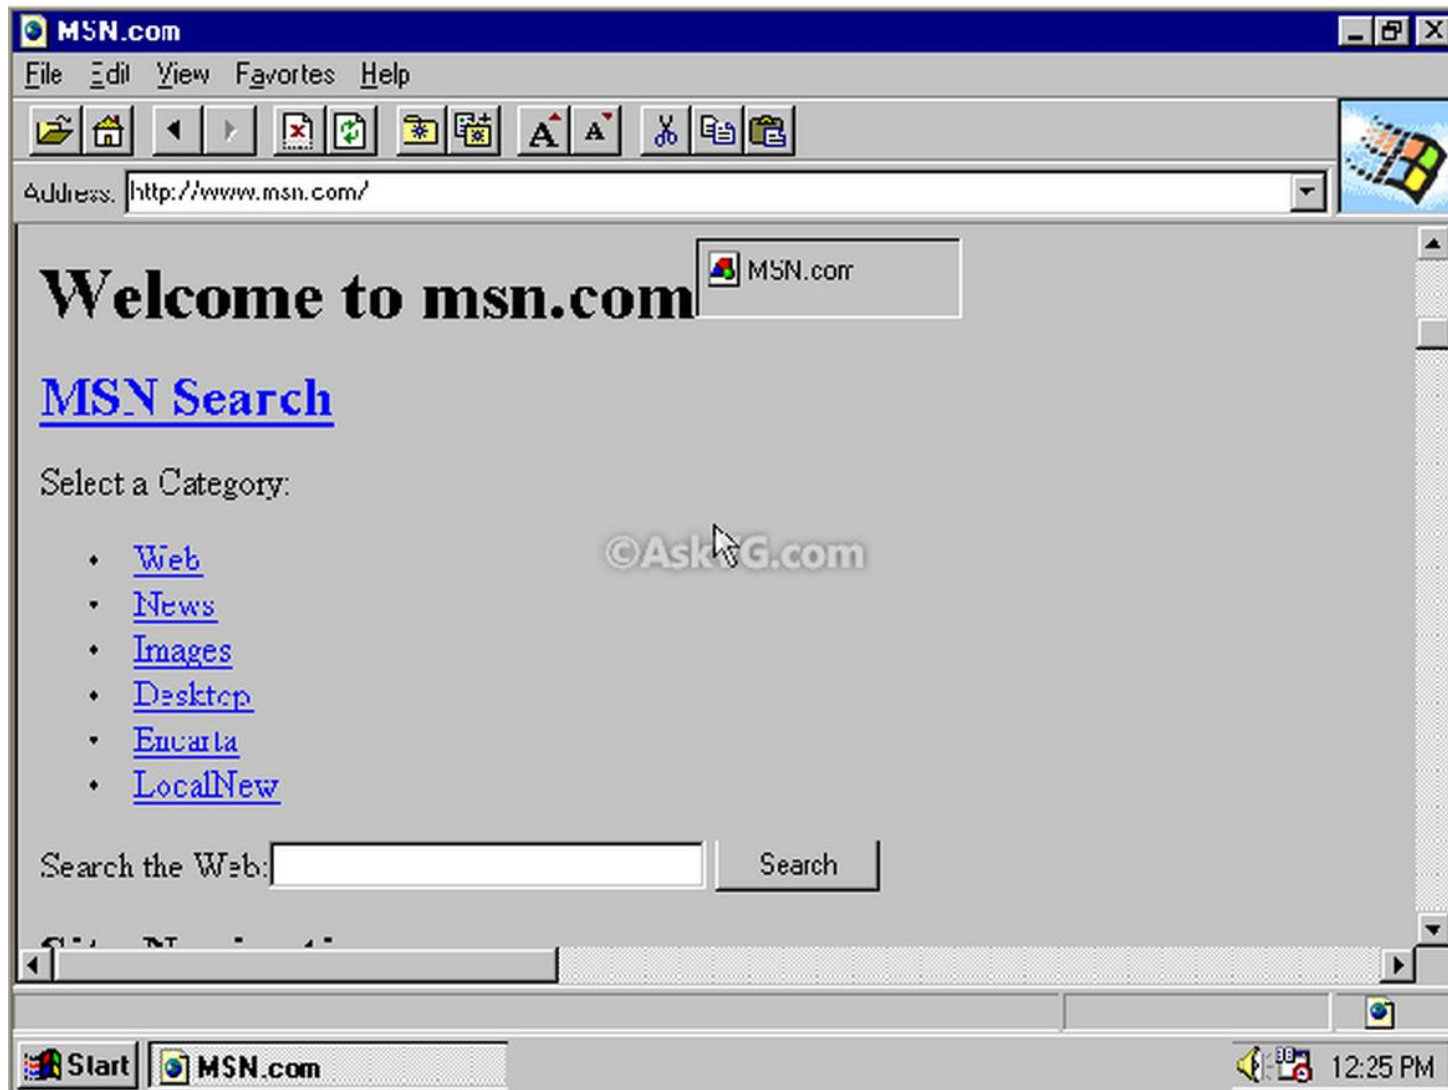 MSN.com
File Edit View Favorites Help
Address: http://www.msn.com/
Welcome to msn.com
MSN.com
MSN Search
Select a Category:
• Web
• News
• Images
• Desktop
• Encarta
• LocalNew
©AskVG.com
Search the Web: Search
Site Navigation
Start MSN.com 12:25 PM